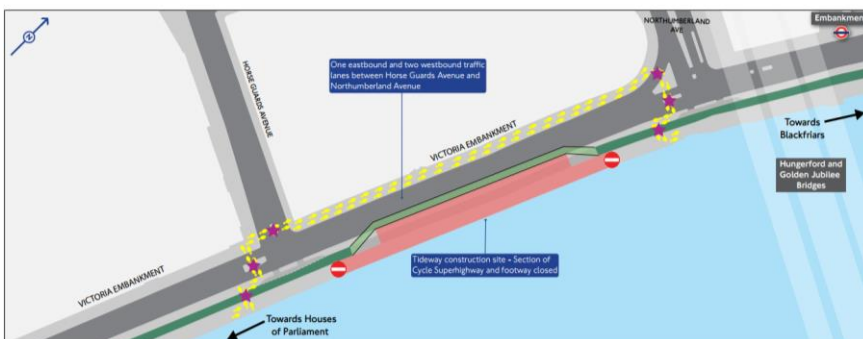 N
NORTHUMBERLAND
AVE
Embankment
HORSE GUARDS AVENUE
One eastbound and two westbound traffic
lanes between Horse Guards Avenue and
Northumberland Avenue
VICTORIA EMBANKMENT
Towards
Blackfriars
Hungerford and
Golden Jubilee
Bridges
Tideway construction site - Section of
Cycle Superhighway and footway closed
VICTORIA EMBANKMENT
Towards Houses
of Parliament